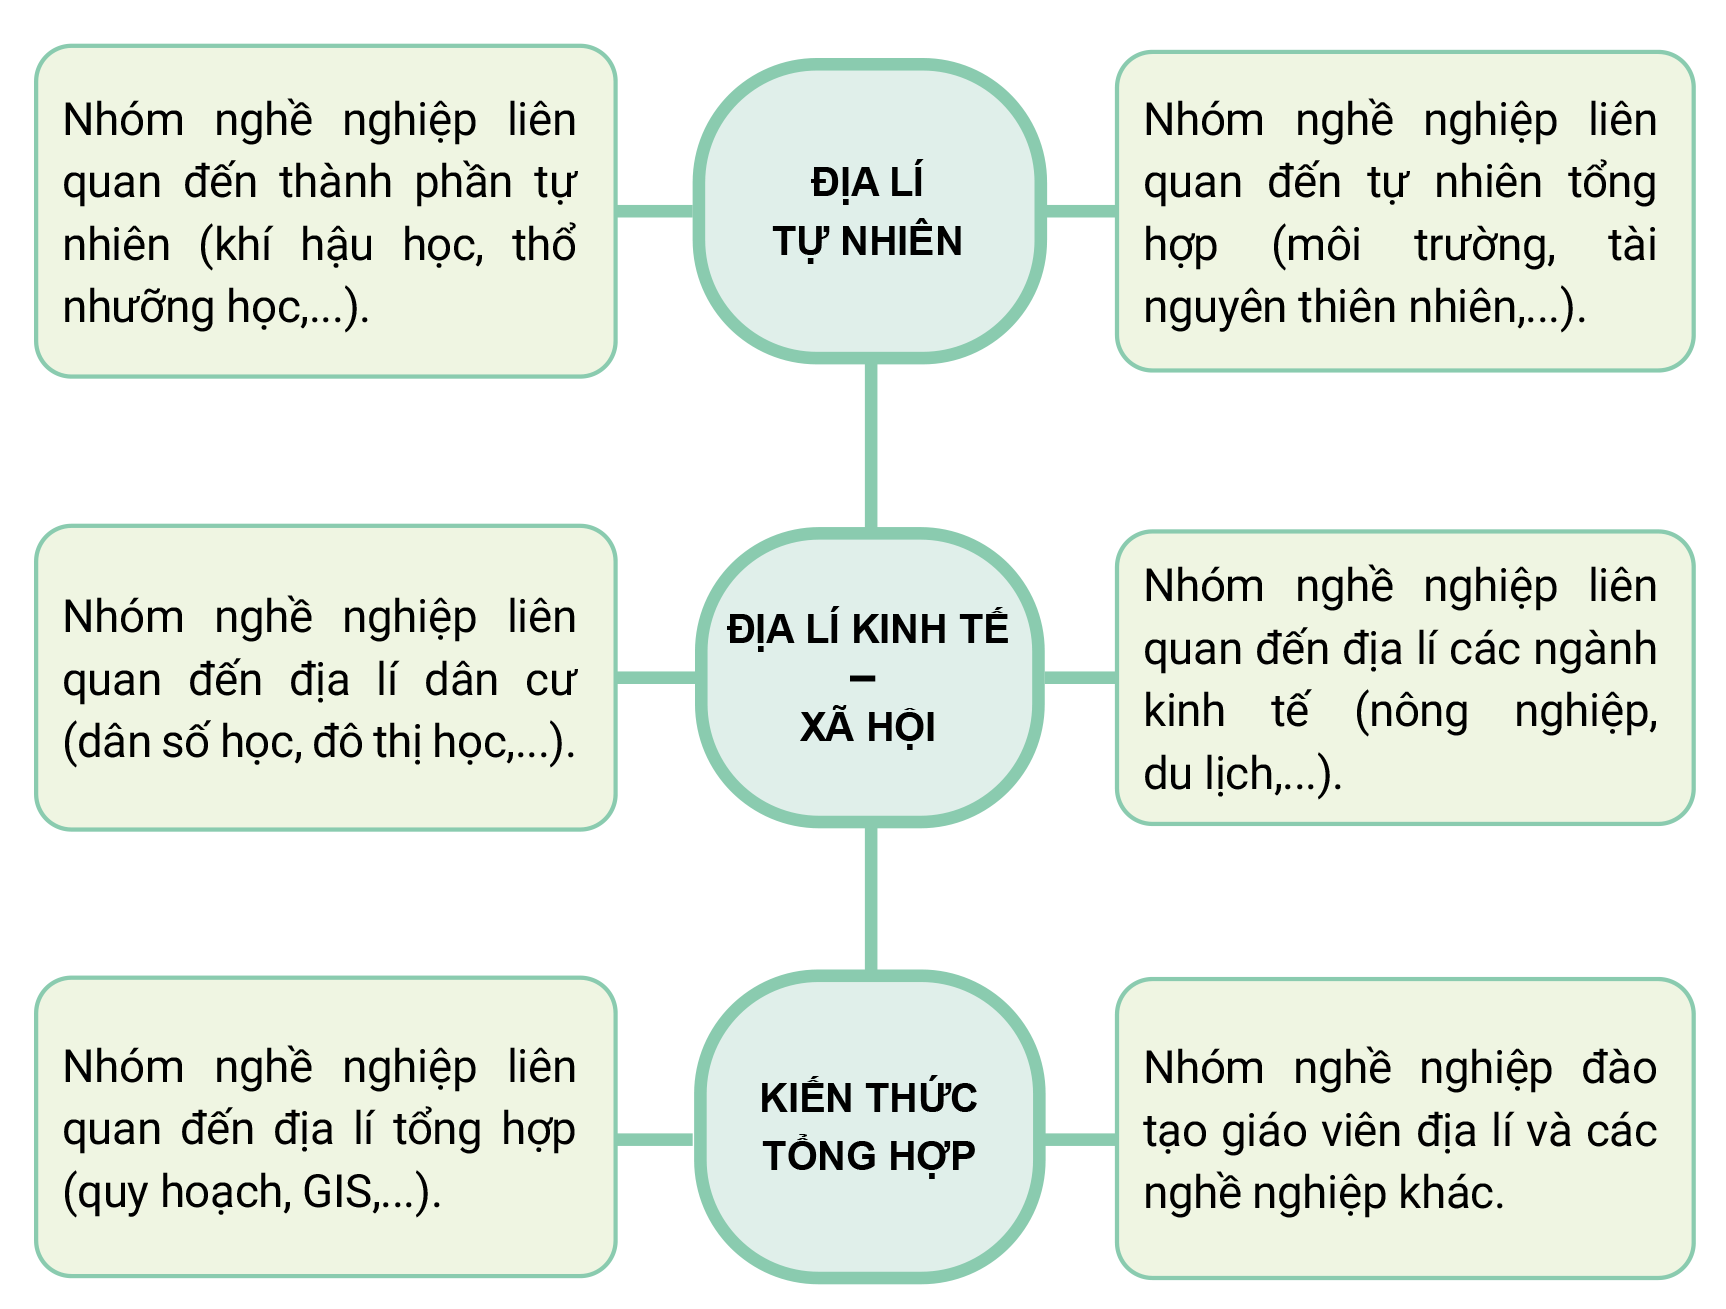 Nhóm nghề nghiệp liên
quan đến thành phần tự
nhiên (khí hậu học, thổ
nhưỡng học,...).
ĐỊA LÍ
TỰ NHIÊN
Nhóm nghề nghiệp liên
quan đến tự nhiên tổng
hợp (môi trường, tài
nguyên thiên nhiên,...).
Nhóm nghề nghiệp liên
quan đến địa lí dân cư
(dân số học, đô thị học,...).
ĐỊA LÍ KINH TẾ
–
XÃ HỘI
Nhóm nghề nghiệp liên
quan đến địa lí các ngành
kinh tế (nông nghiệp,
du lịch,...).
Nhóm nghề nghiệp liên
quan đến địa lí tổng hợp
(quy hoạch, GIS,...).
KIẾN THỨC
TỔNG HỢP
Nhóm nghề nghiệp đào
tạo giáo viên địa lí và các
nghề nghiệp khác.